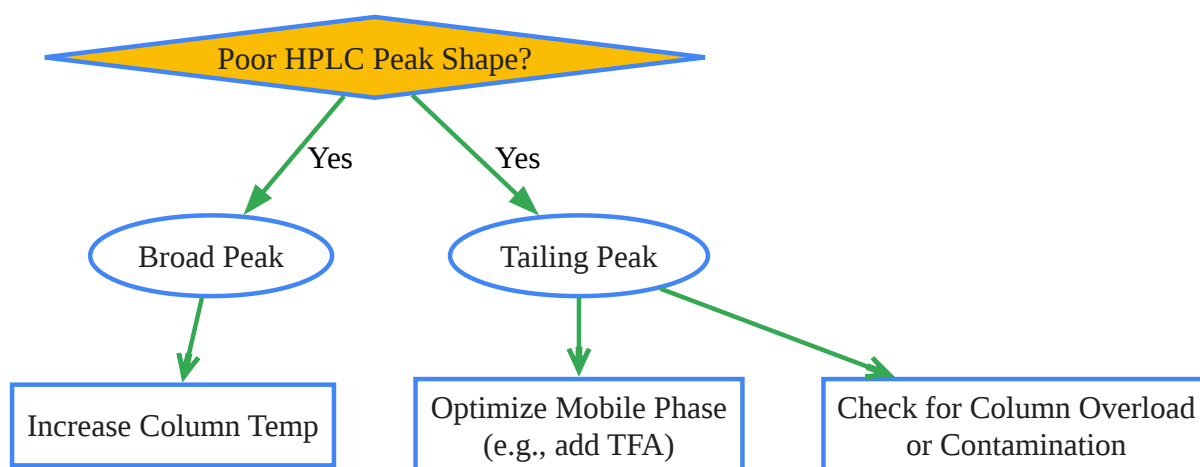 Poor HPLC Peak Shape?
Yes
Yes
Broad Peak
Tailing Peak
Increase Column Temp
Optimize Mobile Phase
(e.g., add TFA)
Check for Column Overload
or Contamination